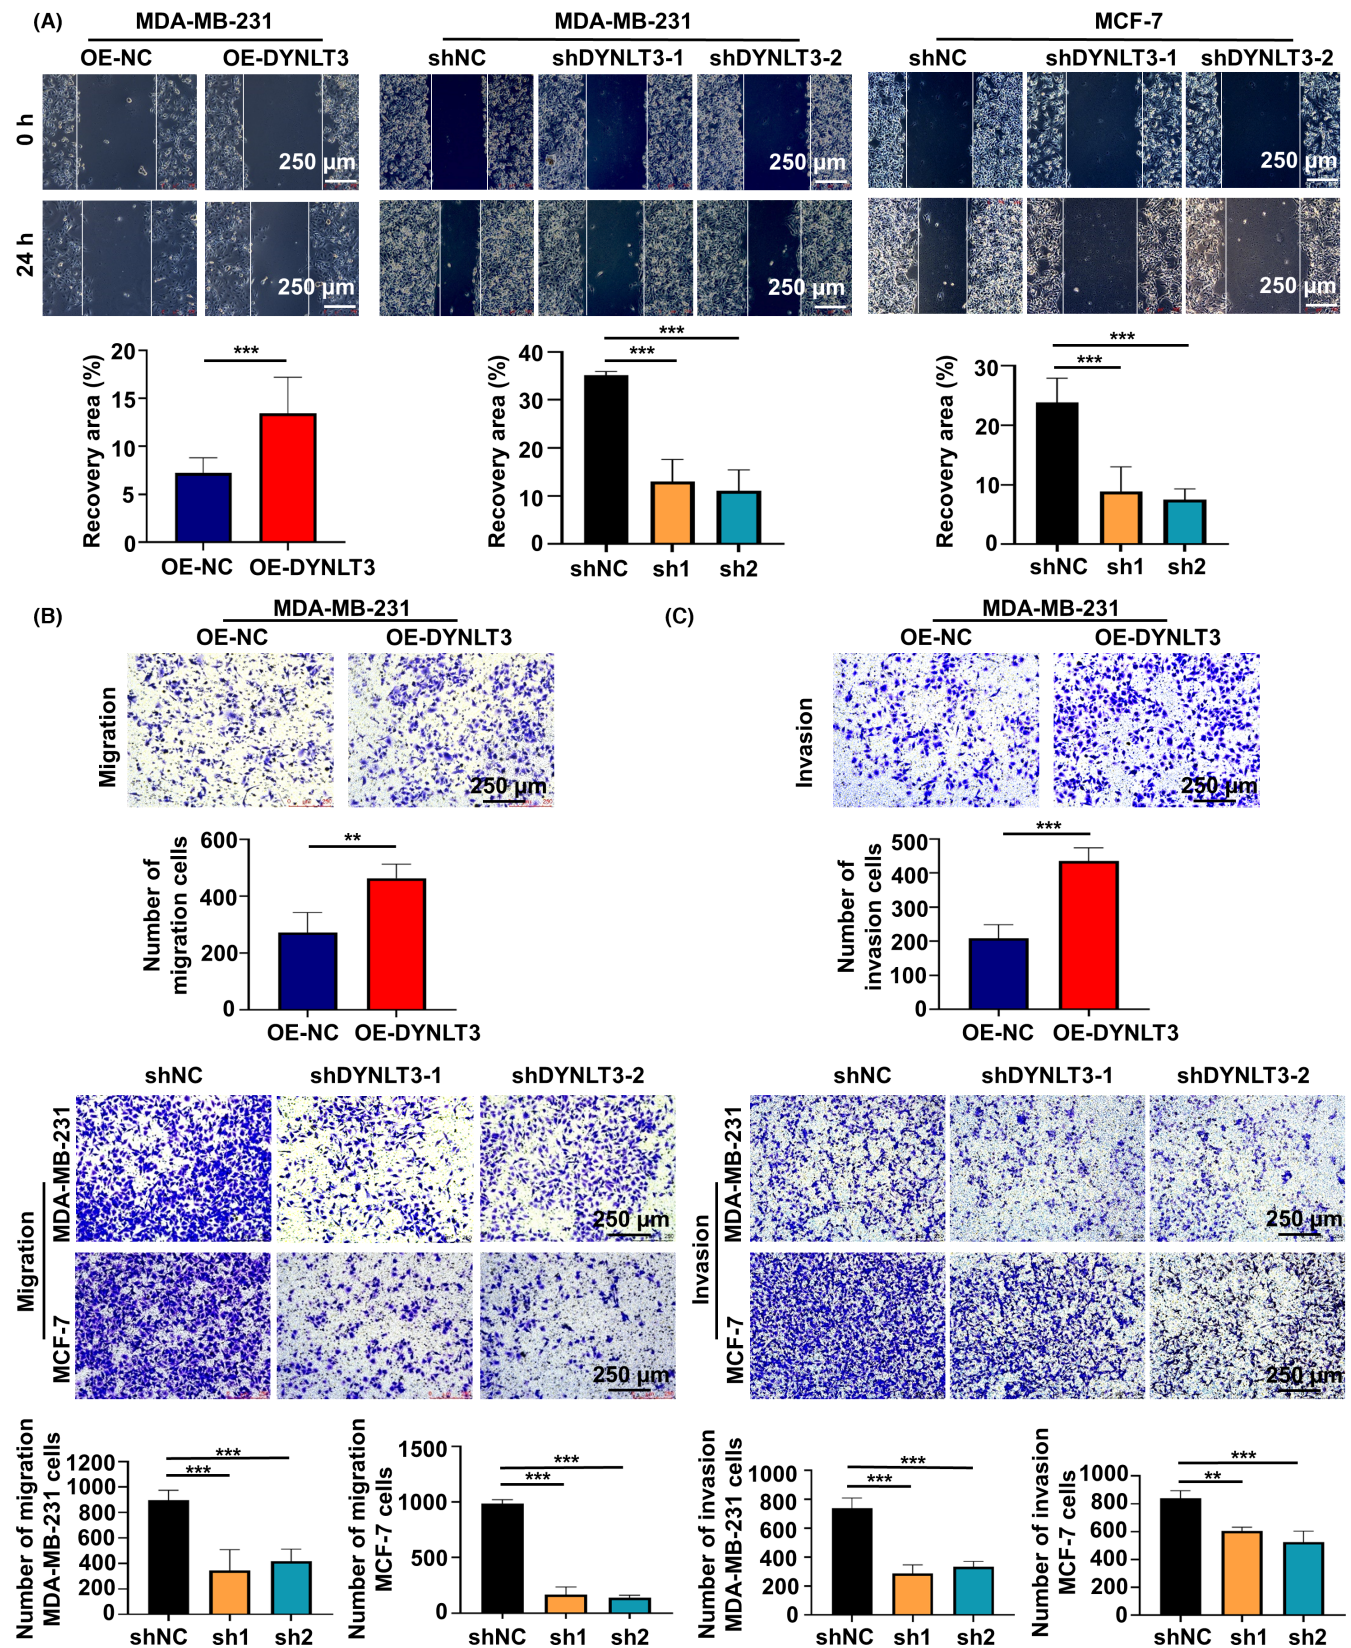 (A)
MDA-MB-231
MDA-MB-231
MCF-7
OE-NC
OE-DYNLT3
shNC
shDYNLT3-1
shDYNLT3-2
shNC
shDYNLT3-1
shDYNLT3-2
0 h
250 µm
250 µm
250 µm
24 h
250 µm
250 µm
250 µm
Recovery area (%)
20
15
10
5
0
***
OE-NC
OE-DYNLT3
Recovery area (%)
40
30
20
10
0
***
***
shNC
sh1
sh2
Recovery area (%)
30
20
10
0
***
***
shNC
sh1
sh2
(B)
MDA-MB-231
OE-NC
OE-DYNLT3
Migration
250 µm
Number of
migration cells
600
400
200
0
**
OE-NC
OE-DYNLT3
(C)
MDA-MB-231
OE-NC
OE-DYNLT3
Invasion
250 µm
Number of
invasion cells
500
400
300
200
100
0
***
OE-NC
OE-DYNLT3
shNC
shDYNLT3-1
shDYNLT3-2
Migration
MDA-MB-231
250 µm
MCF-7
250 µm
shNC
shDYNLT3-1
shDYNLT3-2
Invasion
MDA-MB-231
250 µm
MCF-7
250 µm
Number of migration
MDA-MB-231 cells
1200
1000
800
600
400
200
0
***
***
shNC
sh1
sh2
Number of migration
MCF-7 cells
1500
1000
500
0
***
***
shNC
sh1
sh2
Number of invasion
MDA-MB-231 cells
1000
800
600
400
200
0
***
***
shNC
sh1
sh2
Number of invasion
MCF-7 cells
1000
800
600
400
200
0
***
**
shNC
sh1
sh2